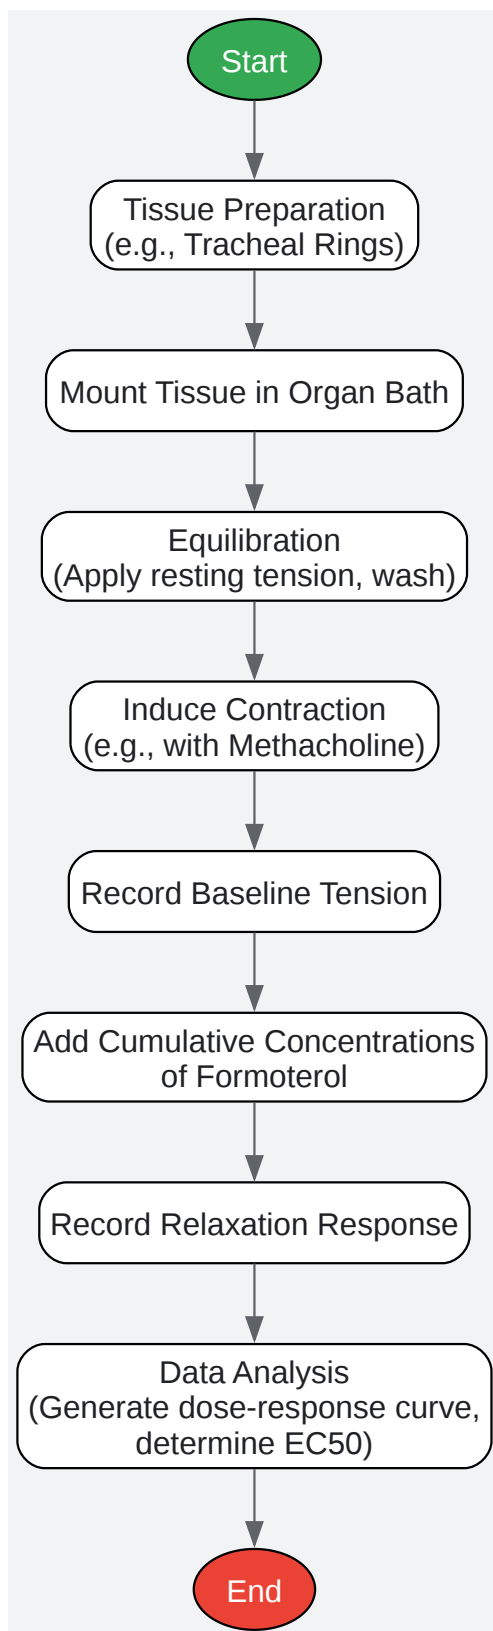 Start
Tissue Preparation
(e.g., Tracheal Rings)
Mount Tissue in Organ Bath
Equilibration
(Apply resting tension, wash)
Induce Contraction
(e.g., with Methacholine)
Record Baseline Tension
Add Cumulative Concentrations
of Formoterol
Record Relaxation Response
Data Analysis
(Generate dose-response curve,
determine EC50)
End